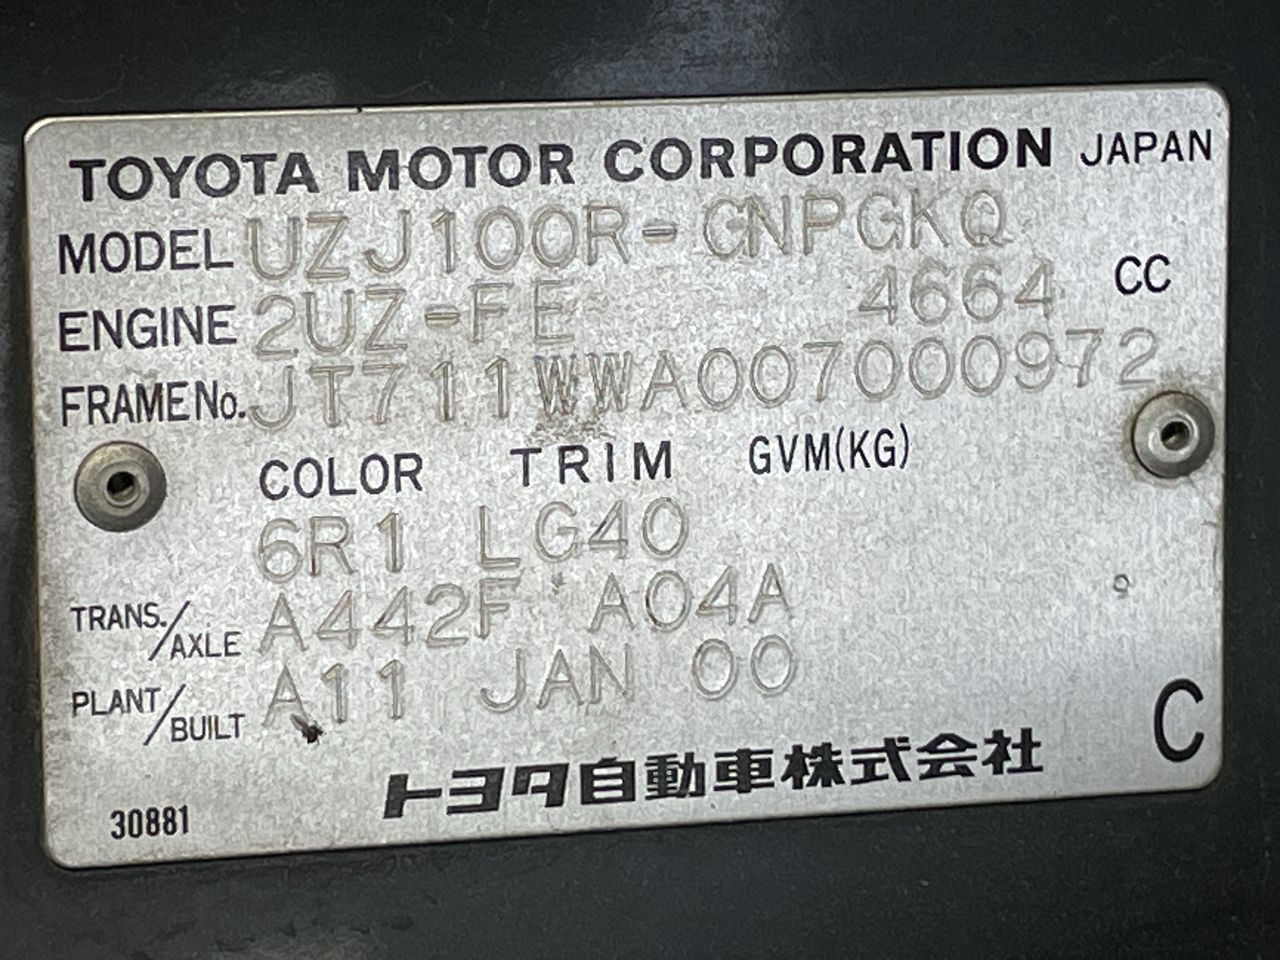 TOYOTA MOTOR CORPORATION JAPAN
MODEL UZJ100R-GNPGKQ
ENGINE 2UZ-FE 4664 CC
FRAME No. JT711WWA007000972
COLOR TRIM GVM(KG)
6R1 LG40
TRANS./AXLE A442F A04A
PLANT/BUILT A11 JAN 00
C
トヨタ自動車株式会社
30881